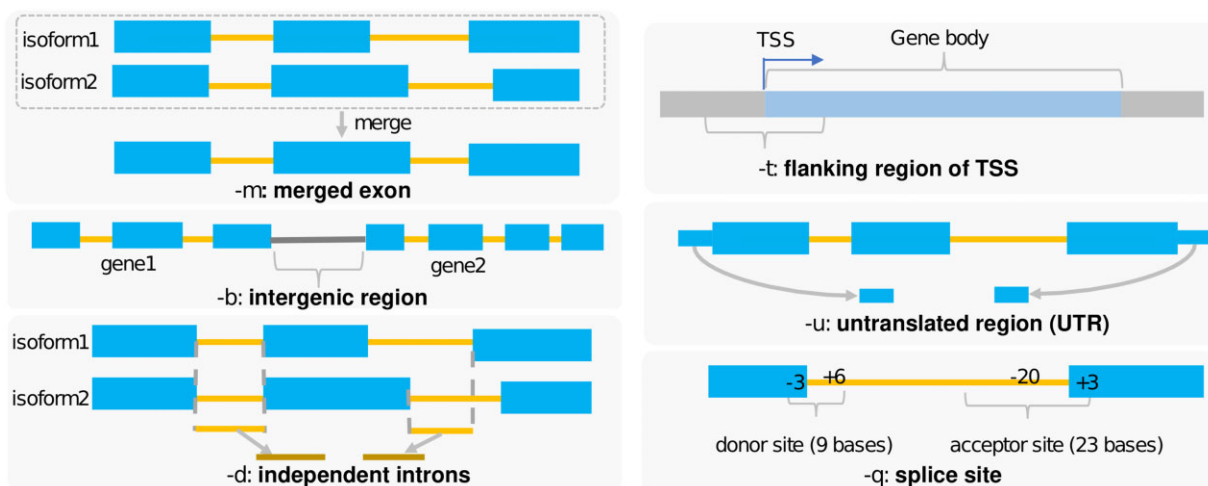 isoform1
isoform2
merge
-m: merged exon
gene1
gene2
-b: intergenic region
isoform1
isoform2
-d: independent introns
TSS
Gene body
-t: flanking region of TSS
-u: untranslated region (UTR)
-3
+6
-20
+3
donor site (9 bases)
acceptor site (23 bases)
-q: splice site